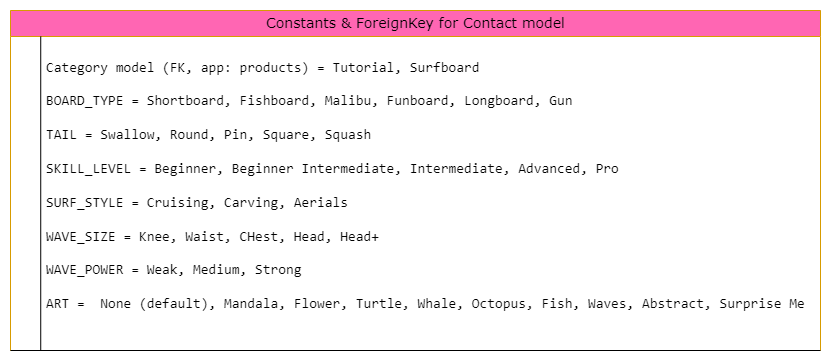 Constants & ForeignKey for Contact model
Category model (FK, app: products) = Tutorial, Surfboard
BOARD_TYPE = Shortboard, Fishboard, Malibu, Funboard, Longboard, Gun
TAIL = Swallow, Round, Pin, Square, Squash
SKILL_LEVEL = Beginner, Beginner Intermediate, Intermediate, Advanced, Pro
SURF_STYLE = Cruising, Carving, Aerials
WAVE_SIZE = Knee, Waist, CHest, Head, Head+
WAVE_POWER = Weak, Medium, Strong
ART =  None (default), Mandala, Flower, Turtle, Whale, Octopus, Fish, Waves, Abstract, Surprise Me